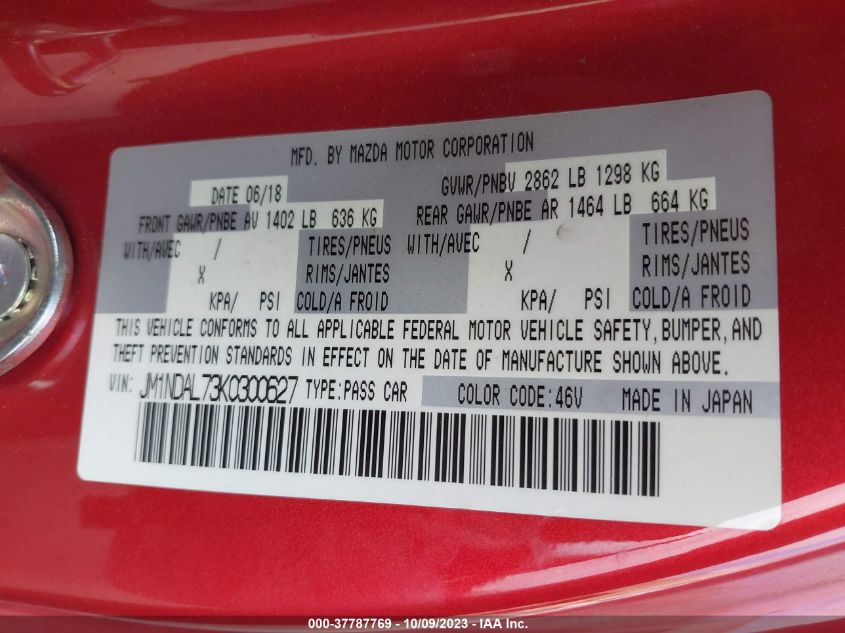 MFD. BY MAZDA MOTOR CORPORATION
DATE 06/18 GVWR/PNBV 2862 LB 1298 KG
FRONT GAWR/PNBE AV 1402 LB 636 KG REAR GAWR/PNBE AR 1464 LB 664 KG
WITH/AVEC / TIRES/PNEUS WITH/AVEC / TIRES/PNEUS
X RIMS/JANTES X RIMS/JANTES
KPA/ PSI COLD/A FROID KPA/ PSI COLD/A FROID
THIS VEHICLE CONFORMS TO ALL APPLICABLE FEDERAL MOTOR VEHICLE SAFETY, BUMPER, AND
THEFT PREVENTION STANDARDS IN EFFECT ON THE DATE OF MANUFACTURE SHOWN ABOVE.
VIN: JM1NDAL73K0300627 TYPE:PASS CAR COLOR CODE:46V MADE IN JAPAN
000-37787769 - 10/09/2023 - IAA Inc.